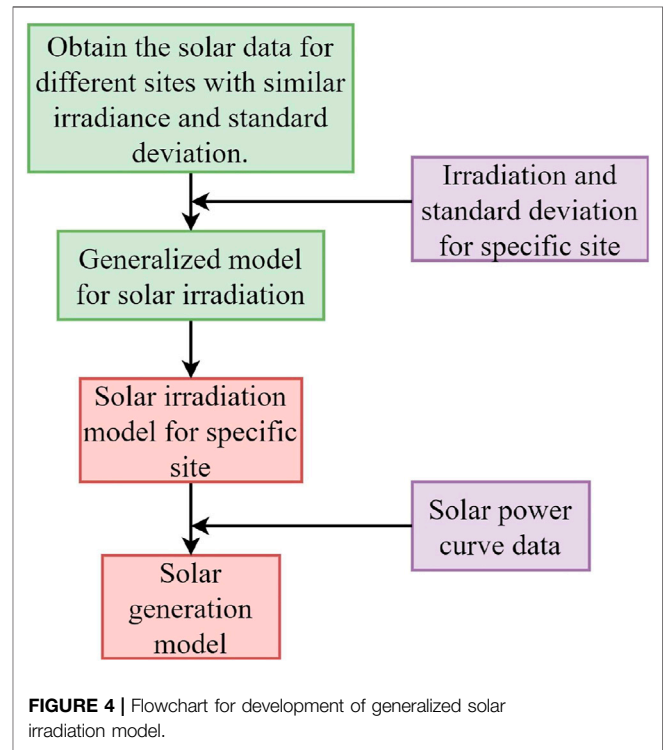 Obtain the solar data for
different sites with similar
irradiance and standard
deviation.
Irradiation and
standard deviation
for specific site
Generalized model
for solar irradiation
Solar irradiation
model for specific
site
Solar power
curve data
Solar
generation
model
FIGURE 4 | Flowchart for development of generalized solar
irradiation model.